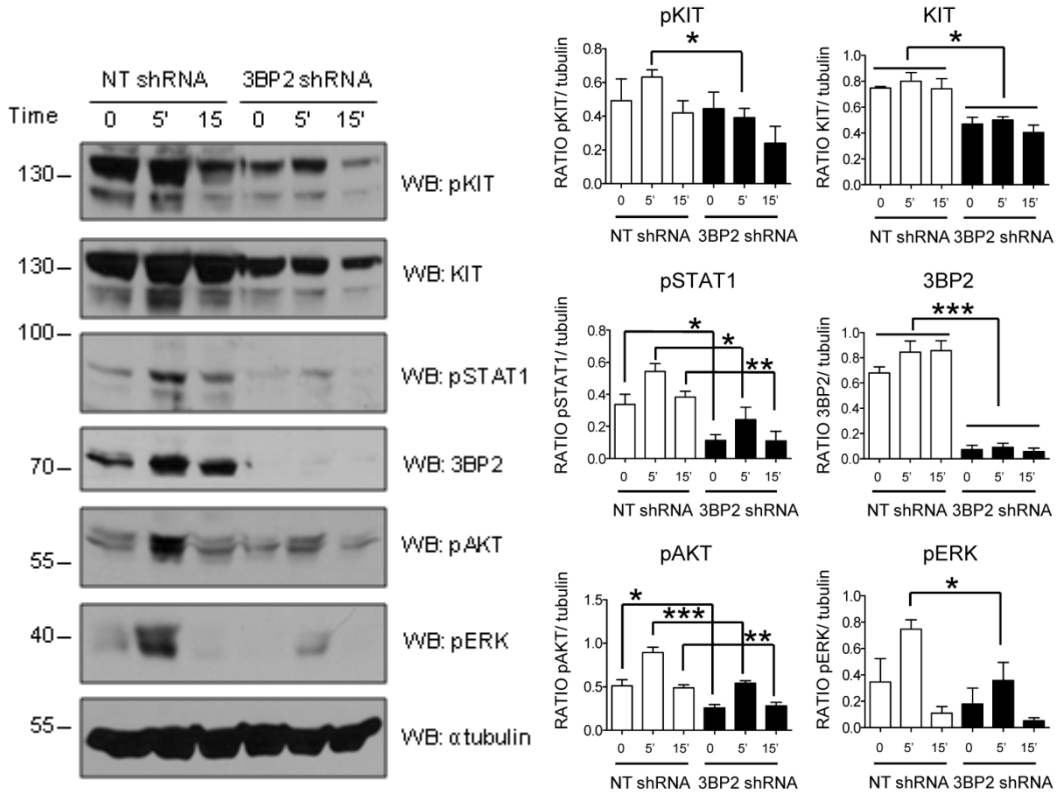 NT shRNA 3BP2 shRNA
Time 0 5' 15 0 5' 15'
130
WB: pKIT
130
WB: KIT
100
WB: pSTAT1
70
WB: 3BP2
55
WB: pAKT
40
WB: pERK
55
WB: αtubulin
pKIT
RATIO pKIT/ tubulin
0.8
0.6
0.4
0.2
0.0
*
0 5' 15' 0 5' 15'
NT shRNA 3BP2 shRNA
KIT
RATIO KIT/ tubulin
1.0
0.8
0.6
0.4
0.2
0.0
*
0 5' 15' 0 5' 15'
NT shRNA 3BP2 shRNA
pSTAT1
RATIO pSTAT1/ tubulin
0.8
0.6
0.4
0.2
0.0
*
*
**
0 5' 15' 0 5' 15'
NT shRNA 3BP2 shRNA
3BP2
RATIO 3BP2/ tubulin
1.0
0.8
0.6
0.4
0.2
0.0
***
0 5' 15' 0 5' 15'
NT shRNA 3BP2 shRNA
pAKT
RATIO pAKT/ tubulin
1.5
1.0
0.5
0.0
*
***
**
0 5' 15' 0 5' 15'
NT shRNA 3BP2 shRNA
pERK
RATIO pERK/ tubulin
1.0
0.8
0.6
0.4
0.2
0.0
*
0 5' 15' 0 5' 15'
NT shRNA 3BP2 shRNA